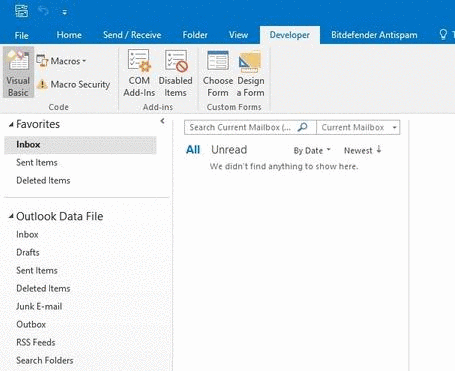 File Home Send / Receive Folder View Developer Bitdefender Antispam
Visual Basic
Macros
Macro Security
Code
COM Add-Ins
Disabled Items
Add-ins
Choose Form
Design a Form
Custom Forms
Favorites
Inbox
Sent Items
Deleted Items
Outlook Data File
Inbox
Drafts
Sent Items
Deleted Items
Junk E-mail
Outbox
RSS Feeds
Search Folders
Search Current Mailbox (... Current Mailbox
All Unread By Date Newest
We didn't find anything to show here.